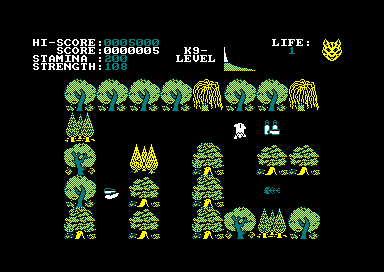 HI-SCORE:0005000
SCORE:0000005
STAMINA :200
STRENGTH:108
K9-
LEVEL
LIFE:
1